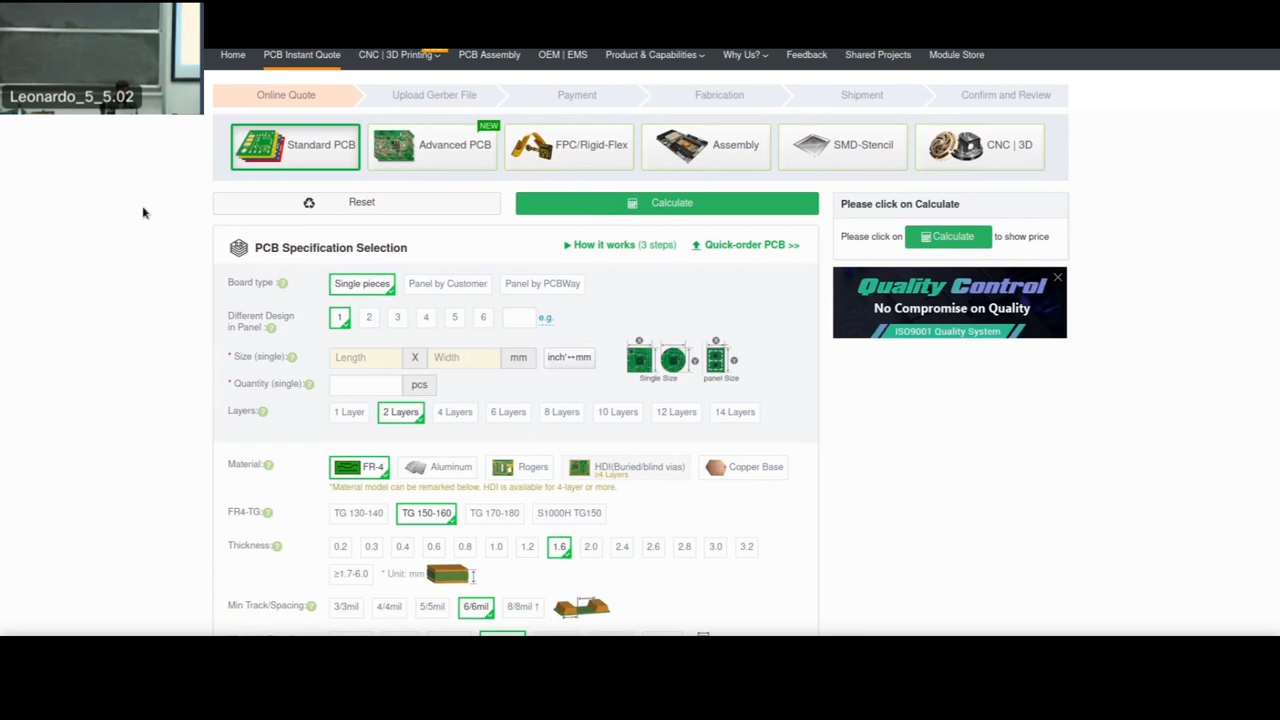 Leonardo_5_5.02
Home PCB Instant Quote CNC | 3D Printing PCB Assembly OEM | EMS Product & Capabilities Why Us? Feedback Shared Projects Module Store
Online Quote Upload Gerber File Payment Fabrication Shipment Confirm and Review
NEW
Standard PCB Advanced PCB FPC/Rigid-Flex Assembly SMD-Stencil CNC | 3D
Reset Calculate
Please click on Calculate
Please click on Calculate to show price
PCB Specification Selection How it works (3 steps) Quick-order PCB >>
Quality Control
No Compromise on Quality
ISO9001 Quality System
Board type : ? Single pieces Panel by Customer Panel by PCBWay
Different Design
in Panel : ? 1 2 3 4 5 6 e.g.
* Size (single): ? Length X Width mm inch"↔mm
X Y X Y
Single Size panel Size
* Quantity (single): ? pcs
Layers: ? 1 Layer 2 Layers 4 Layers 6 Layers 8 Layers 10 Layers 12 Layers 14 Layers
Material: ? FR-4 Aluminum Rogers HDI(Buried/blind vias) Copper Base
≥4 Layers
*Material model can be remarked below. HDI is available for 4-layer or more.
FR4-TG: ? TG 130-140 TG 150-160 TG 170-180 S1000H TG150
Thickness: ? 0.2 0.3 0.4 0.6 0.8 1.0 1.2 1.6 2.0 2.4 2.6 2.8 3.0 3.2
≥1.7-6.0 * Unit: mm
Min Track/Spacing: ? 3/3mil 4/4mil 5/5mil 6/6mil 8/8mil ↑